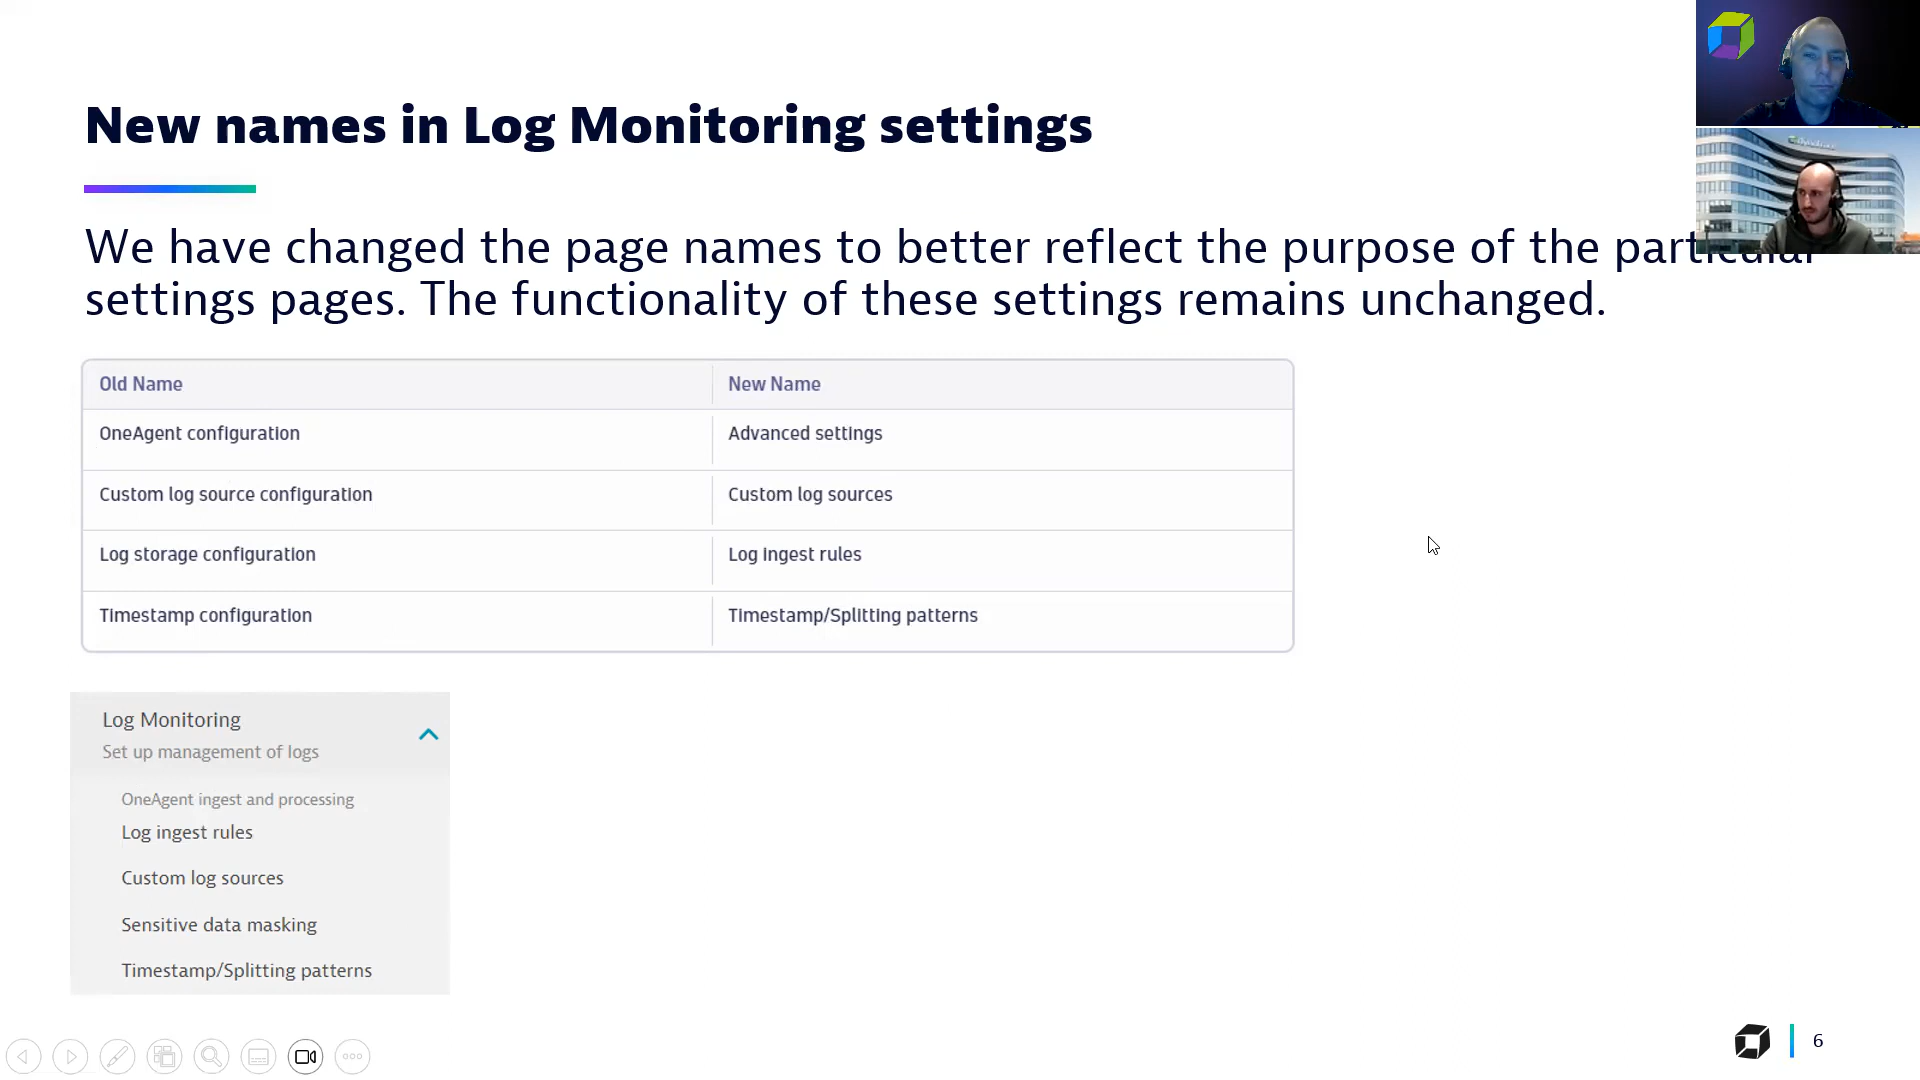 New names in Log Monitoring settings
We have changed the page names to better reflect the purpose of the particular
settings pages. The functionality of these settings remains unchanged.
Old Name New Name
OneAgent configuration Advanced settings
Custom log source configuration Custom log sources
Log storage configuration Log ingest rules
Timestamp configuration Timestamp/Splitting patterns
Log Monitoring
Set up management of logs
OneAgent ingest and processing
Log ingest rules
Custom log sources
Sensitive data masking
Timestamp/Splitting patterns
6